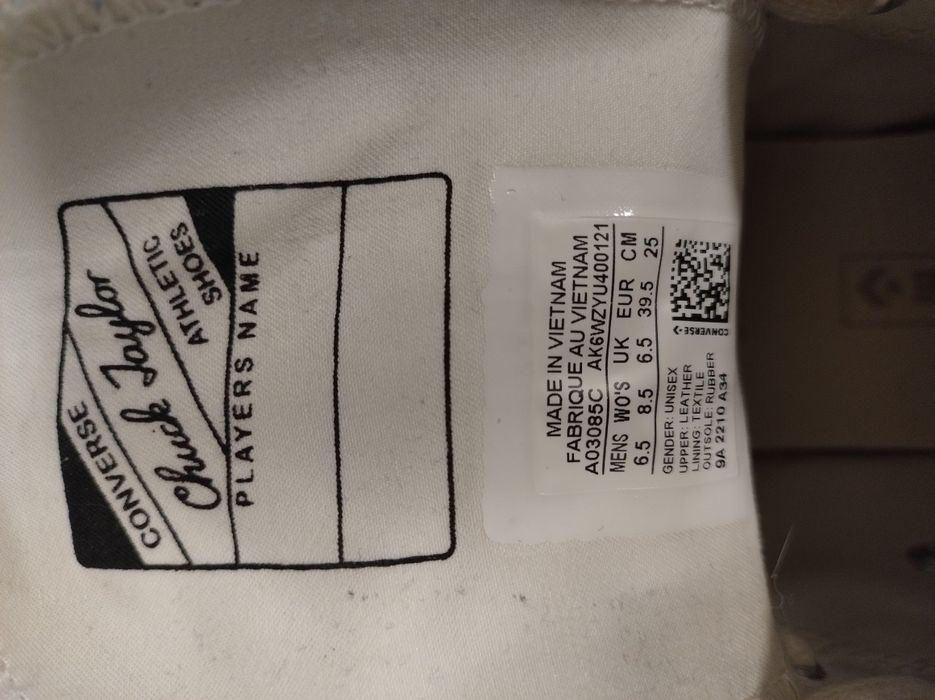 CONVERSE
Chuck Taylor
ATHLETIC
SHOES
PLAYERS NAME
MADE IN VIETNAM
FABRIQUE AU VIETNAM
A03085C AK6WZYU400121
MENS WO'S UK EUR CM
6.5 8.5 6.5 39.5 25
GENDER: UNISEX
UPPER: LEATHER
LINING: TEXTILE
OUTSOLE: RUBBER
9A 2210 A34
CONVERSE